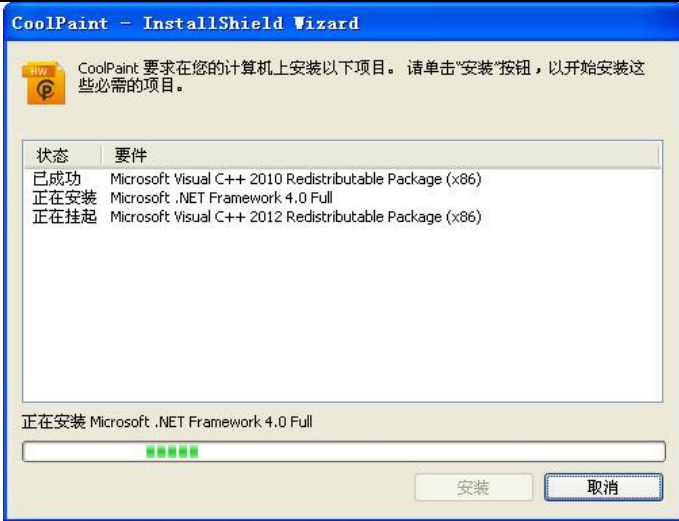 CoolPaint - InstallShield Wizard
HW
CoolPaint 要求在您的计算机上安装以下项目。 请单击“安装”按钮，以开始安装这
些必需的项目。
状态 要件
已成功 Microsoft Visual C++ 2010 Redistributable Package (x86)
正在安装 Microsoft .NET Framework 4.0 Full
正在挂起 Microsoft Visual C++ 2012 Redistributable Package (x86)
正在安装 Microsoft .NET Framework 4.0 Full
安装 取消